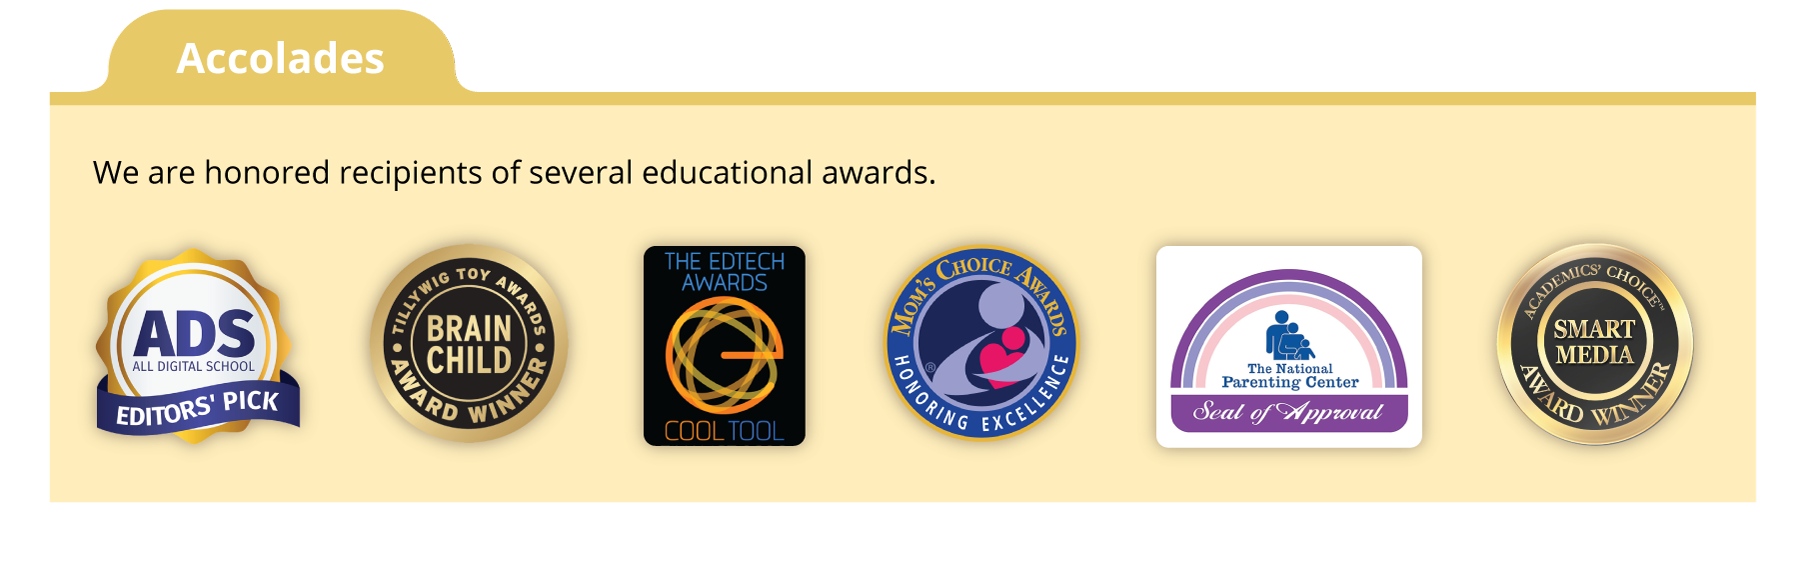 Accolades
We are honored recipients of several educational awards.
ADS
ALL DIGITAL SCHOOL
EDITORS' PICK
TILLYWIG TOY AWARDS
BRAIN
CHILD
AWARD WINNER
THE EDTECH
AWARDS
e
COOL TOOL
MOM'S CHOICE AWARDS
®
HONORING EXCELLENCE
The National
Parenting Center
Seal of Approval
ACADEMICS' CHOICE™
SMART
MEDIA
AWARD WINNER